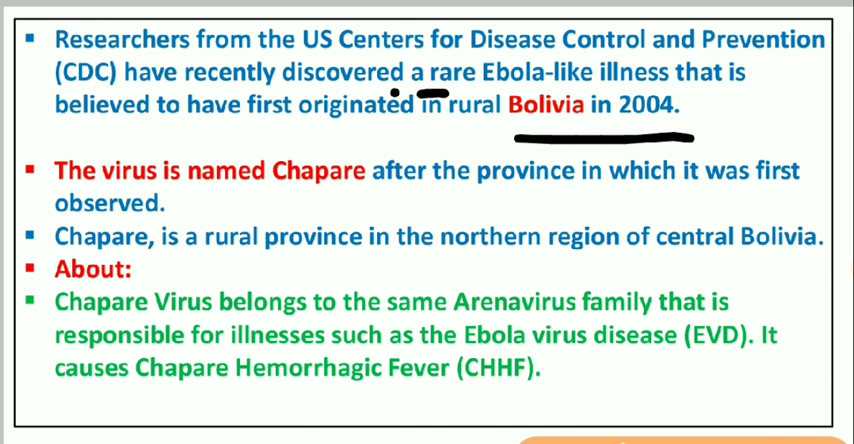 Researchers from the US Centers for Disease Control and Prevention
(CDC) have recently discovered a rare Ebola-like illness that is
believed to have first originated in rural Bolivia in 2004.
The virus is named Chapare after the province in which it was first
observed.
Chapare, is a rural province in the northern region of central Bolivia.
About:
Chapare Virus belongs to the same Arenavirus family that is
responsible for illnesses such as the Ebola virus disease (EVD). It
causes Chapare Hemorrhagic Fever (CHHF).